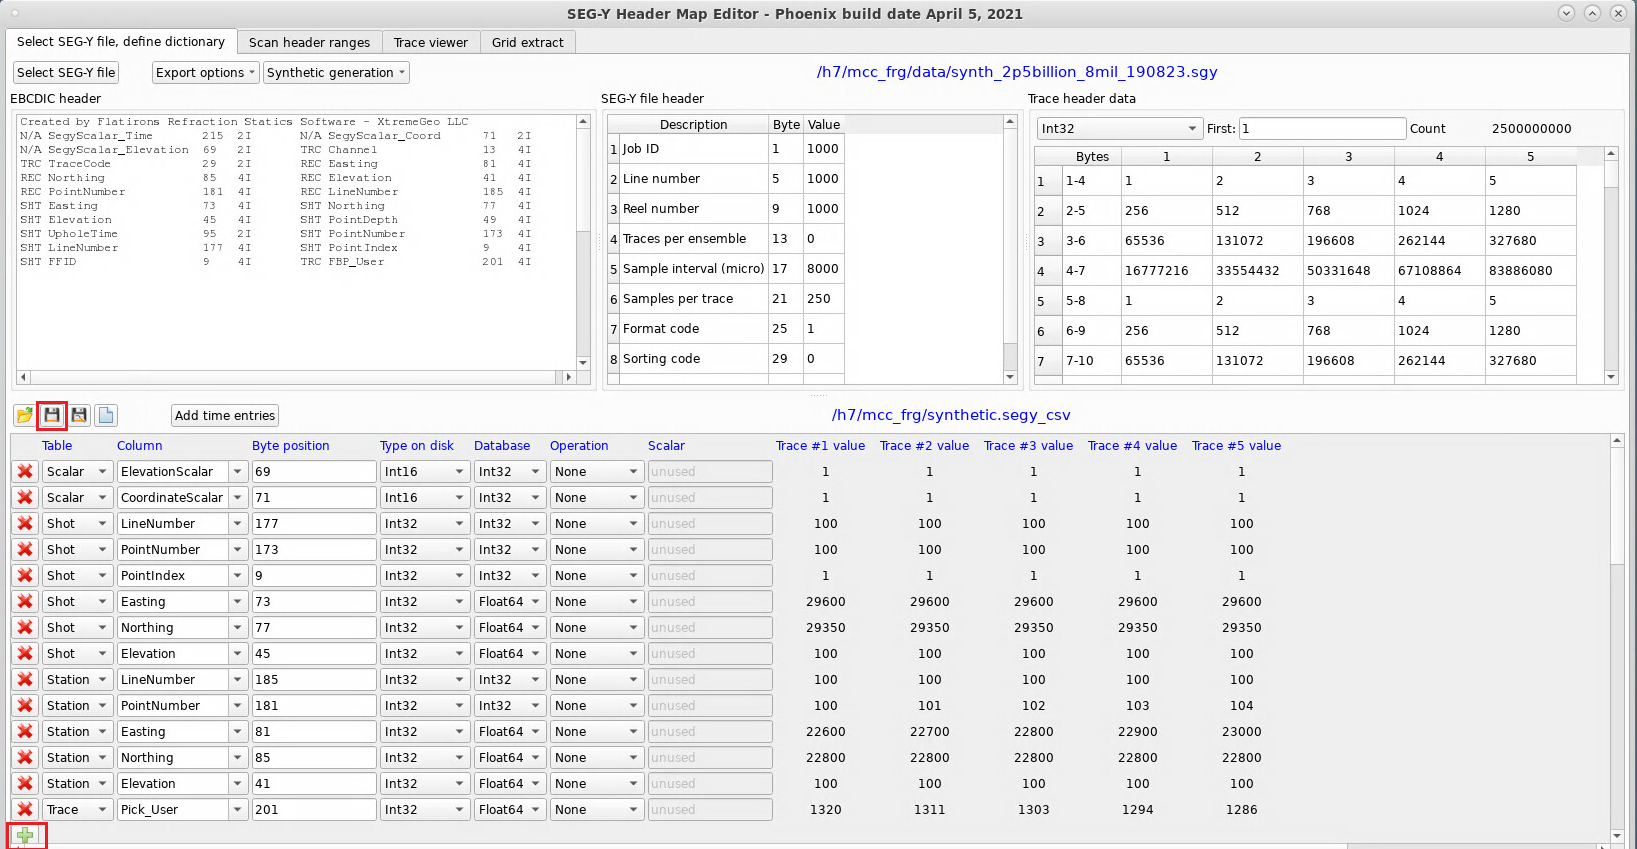 SEG-Y Header Map Editor - Phoenix build date April 5, 2021
Select SEG-Y file, define dictionary Scan header ranges Trace viewer Grid extract
Select SEG-Y file Export options Synthetic generation /h7/mcc_frg/data/synth_2p5billion_8mil_190823.sgy
EBCDIC header
Created by Flatirons Refraction Statics Software - XtremeGeo LLC
N/A SegyScalar_Time 215 2I N/A SegyScalar_Coord 71 2I
N/A SegyScalar_Elevation 69 2I TRC Channel 13 4I
TRC TraceCode 29 2I REC Easting 81 4I
REC Northing 85 4I REC Elevation 41 4I
REC PointNumber 181 4I REC LineNumber 185 4I
SHT Easting 73 4I SHT Northing 77 4I
SHT Elevation 45 4I SHT PointDepth 49 4I
SHT UpholeTime 95 2I SHT PointNumber 173 4I
SHT LineNumber 177 4I SHT PointIndex 9 4I
SHT FFID 9 4I TRC FBP_User 201 4I
SEG-Y file header
Description Byte Value
1 Job ID 1 1000
2 Line number 5 1000
3 Reel number 9 1000
4 Traces per ensemble 13 0
5 Sample interval (micro) 17 8000
6 Samples per trace 21 250
7 Format code 25 1
8 Sorting code 29 0
Trace header data
Int32 First: 1 Count 2500000000
Bytes 1 2 3 4 5
1 1-4 1 2 3 4 5
2 2-5 256 512 768 1024 1280
3 3-6 65536 131072 196608 262144 327680
4 4-7 16777216 33554432 50331648 67108864 83886080
5 5-8 1 2 3 4 5
6 6-9 256 512 768 1024 1280
7 7-10 65536 131072 196608 262144 327680
Add time entries /h7/mcc_frg/synthetic.segy_csv
Table Column Byte position Type on disk Database Operation Scalar Trace #1 value Trace #2 value Trace #3 value Trace #4 value Trace #5 value
Scalar ElevationScalar 69 Int16 Int32 None unused 1 1 1 1 1
Scalar CoordinateScalar 71 Int16 Int32 None unused 1 1 1 1 1
Shot LineNumber 177 Int32 Int32 None unused 100 100 100 100 100
Shot PointNumber 173 Int32 Int32 None unused 100 100 100 100 100
Shot PointIndex 9 Int32 Int32 None unused 1 1 1 1 1
Shot Easting 73 Int32 Float64 None unused 29600 29600 29600 29600 29600
Shot Northing 77 Int32 Float64 None unused 29350 29350 29350 29350 29350
Shot Elevation 45 Int32 Float64 None unused 100 100 100 100 100
Station LineNumber 185 Int32 Int32 None unused 100 100 100 100 100
Station PointNumber 181 Int32 Int32 None unused 100 101 102 103 104
Station Easting 81 Int32 Float64 None unused 22600 22700 22800 22900 23000
Station Northing 85 Int32 Float64 None unused 22800 22800 22800 22800 22800
Station Elevation 41 Int32 Float64 None unused 100 100 100 100 100
Trace Pick_User 201 Int32 Float64 None unused 1320 1311 1303 1294 1286